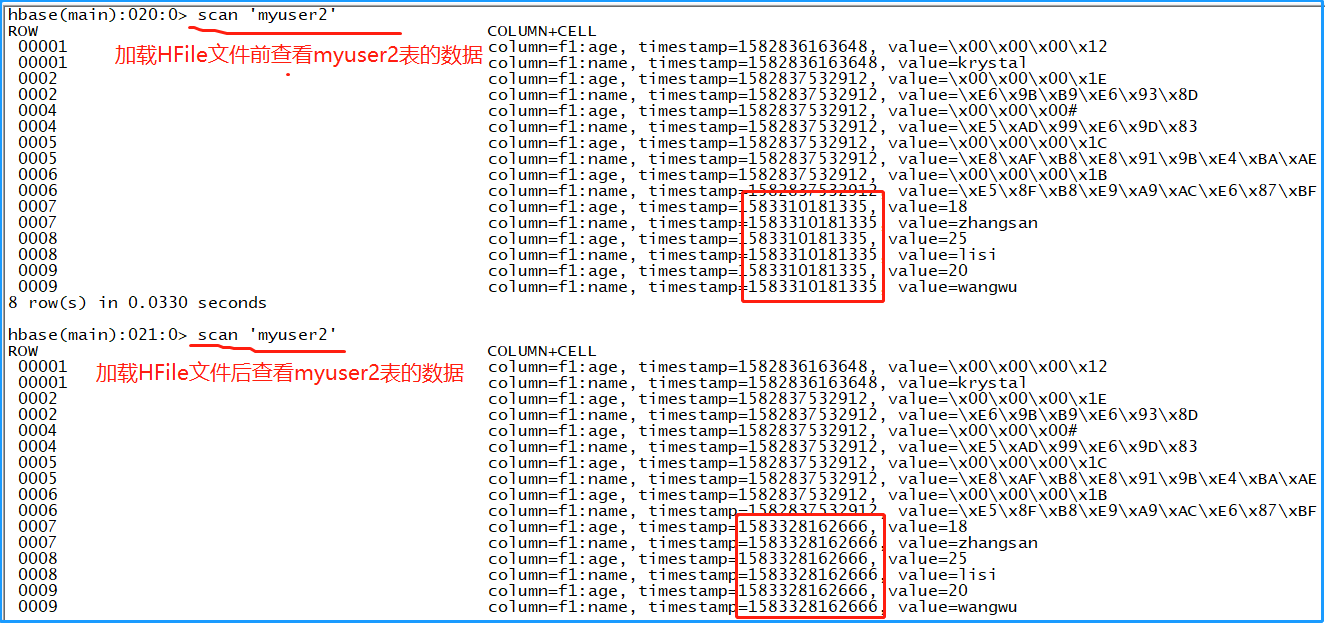 hbase(main):020:0> scan 'myuser2'
ROW COLUMN+CELL
00001 column=f1:age, timestamp=1582836163648, value=\x00\x00\x00\x12
加载HFile文件前查看myuser2表的数据
00001 column=f1:name, timestamp=1582836163648, value=krystal
0002 column=f1:age, timestamp=1582837532912, value=\x00\x00\x00\x1E
0002 column=f1:name, timestamp=1582837532912, value=\xE6\x9B\xB9\xE6\x93\x8D
0004 column=f1:age, timestamp=1582837532912, value=\x00\x00\x00#
0004 column=f1:name, timestamp=1582837532912, value=\xE5\xAD\x99\xE6\x9D\x83
0005 column=f1:age, timestamp=1582837532912, value=\x00\x00\x00\x1C
0005 column=f1:name, timestamp=1582837532912, value=\xE8\xAF\xB8\xE8\x91\x9B\xE4\xBA\xAE
0006 column=f1:age, timestamp=1582837532912, value=\x00\x00\x00\x1B
0006 column=f1:name, timestamp=1582837532912, value=\xE5\x8F\xB8\xE9\xA9\xAC\xE6\x87\xBF
0007 column=f1:age, timestamp=1583310181335, value=18
0007 column=f1:name, timestamp=1583310181335, value=zhangsan
0008 column=f1:age, timestamp=1583310181335, value=25
0008 column=f1:name, timestamp=1583310181335, value=lisi
0009 column=f1:age, timestamp=1583310181335, value=20
0009 column=f1:name, timestamp=1583310181335, value=wangwu
8 row(s) in 0.0330 seconds
hbase(main):021:0> scan 'myuser2'
ROW COLUMN+CELL
00001 column=f1:age, timestamp=1582836163648, value=\x00\x00\x00\x12
加载HFile文件后查看myuser2表的数据
00001 column=f1:name, timestamp=1582836163648, value=krystal
0002 column=f1:age, timestamp=1582837532912, value=\x00\x00\x00\x1E
0002 column=f1:name, timestamp=1582837532912, value=\xE6\x9B\xB9\xE6\x93\x8D
0004 column=f1:age, timestamp=1582837532912, value=\x00\x00\x00#
0004 column=f1:name, timestamp=1582837532912, value=\xE5\xAD\x99\xE6\x9D\x83
0005 column=f1:age, timestamp=1582837532912, value=\x00\x00\x00\x1C
0005 column=f1:name, timestamp=1582837532912, value=\xE8\xAF\xB8\xE8\x91\x9B\xE4\xBA\xAE
0006 column=f1:age, timestamp=1582837532912, value=\x00\x00\x00\x1B
0006 column=f1:name, timestamp=1582837532912, value=\xE5\x8F\xB8\xE9\xA9\xAC\xE6\x87\xBF
0007 column=f1:age, timestamp=1583328162666, value=18
0007 column=f1:name, timestamp=1583328162666, value=zhangsan
0008 column=f1:age, timestamp=1583328162666, value=25
0008 column=f1:name, timestamp=1583328162666, value=lisi
0009 column=f1:age, timestamp=1583328162666, value=20
0009 column=f1:name, timestamp=1583328162666, value=wangwu